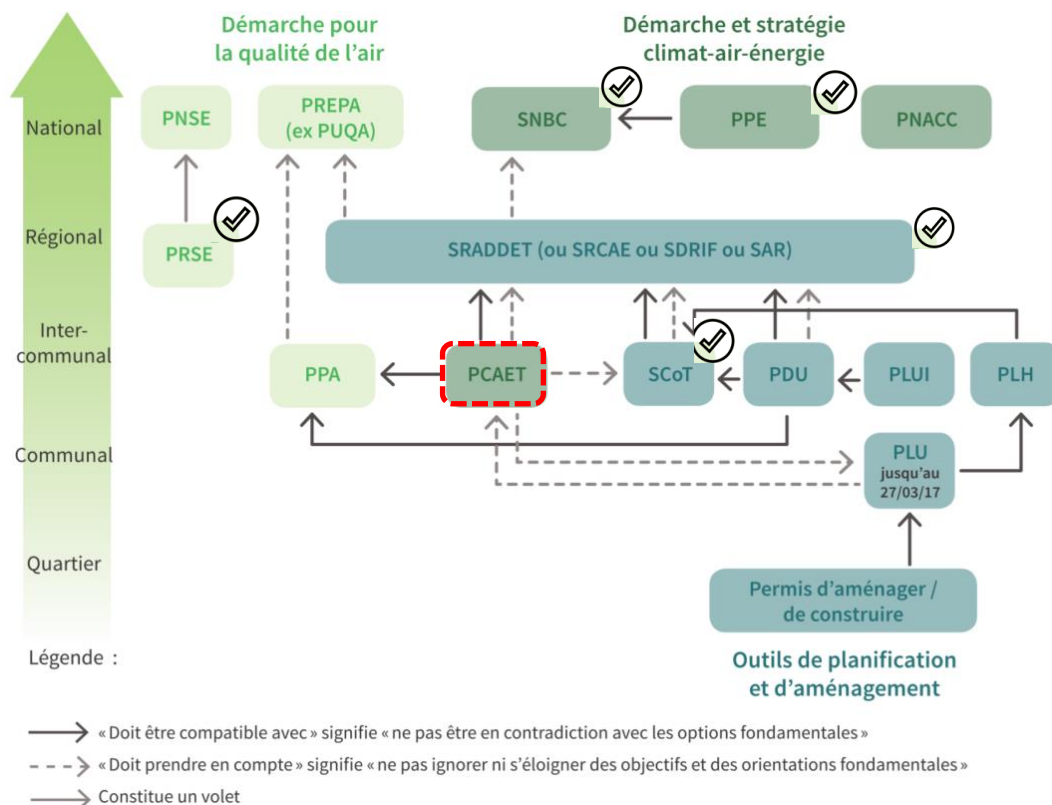 Démarche pour
la qualité de l’air
Démarche et stratégie
climat-air-énergie
National
PNSE
PREPA
(ex PUQA)
SNBC
PPE
PNACC
Régional
PRSE
SRADDET (ou SRCAE ou SDRIF ou SAR)
Inter-
communal
PPA
PCAET
SCoT
PDU
PLUI
PLH
Communal
PLU
jusqu’au
27/03/17
Quartier
Permis d’aménager /
de construire
Légende :
Outils de planification
et d’aménagement
« Doit être compatible avec » signifie « ne pas être en contradiction avec les options fondamentales »
« Doit prendre en compte » signifie « ne pas ignorer ni s’éloigner des objectifs et des orientations fondamentales »
Constitue un volet